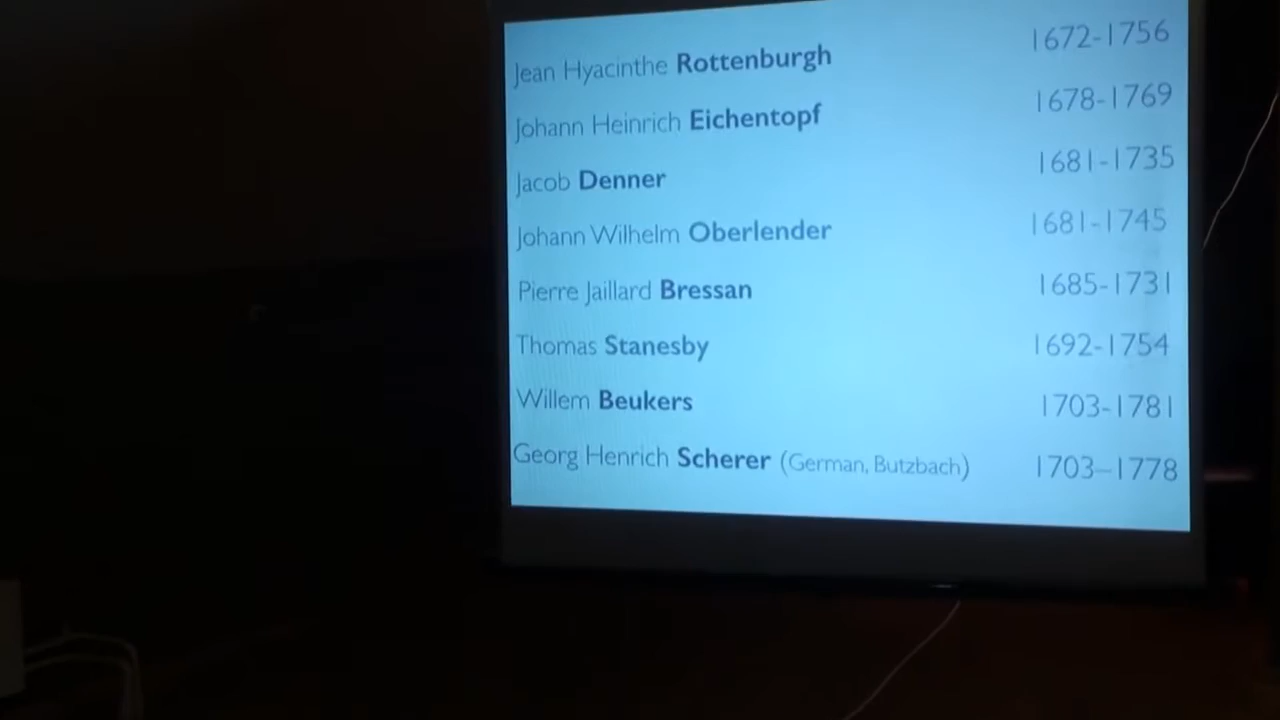 Jean Hyacinthe Rottenburgh 1672-1756
Johann Heinrich Eichentopf 1678-1769
Jacob Denner 1681-1735
Johann Wilhelm Oberlender 1681-1745
Pierre Jaillard Bressan 1685-1731
Thomas Stanesby 1692-1754
Willem Beukers 1703-1781
Georg Henrich Scherer (German, Butzbach) 1703–1778